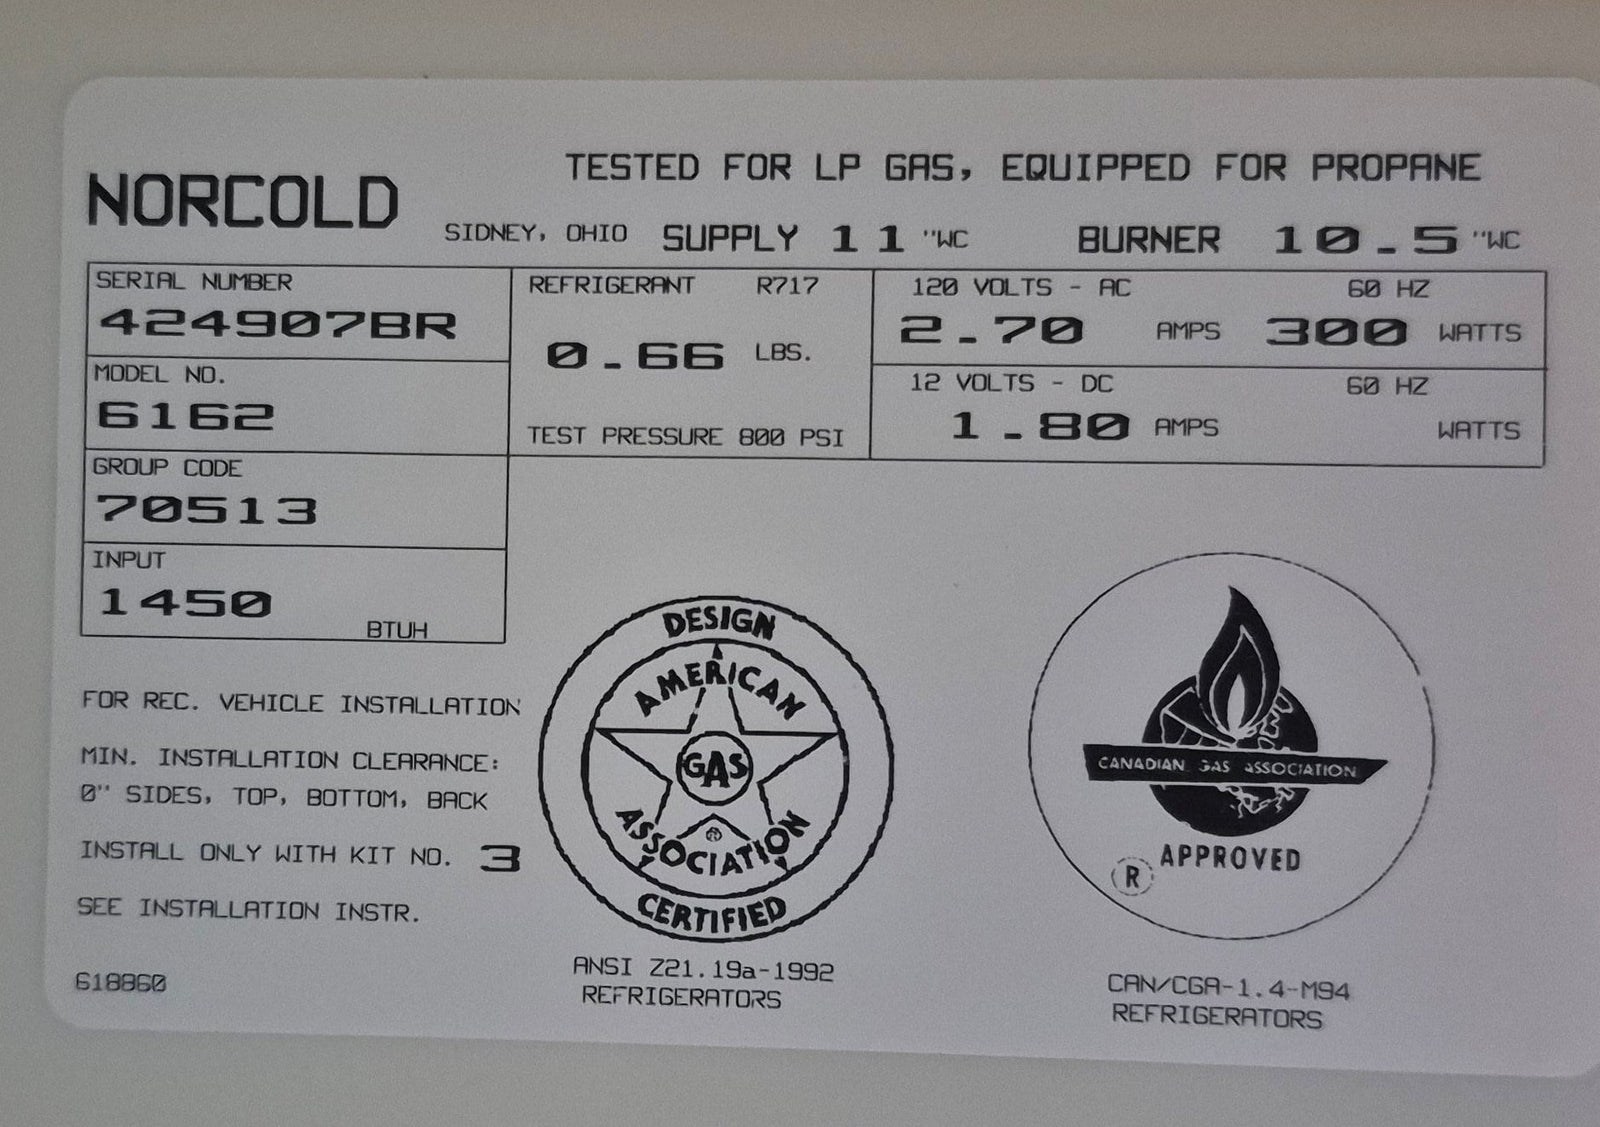 NORCOLD
SIDNEY, OHIO
TESTED FOR LP GAS, EQUIPPED FOR PROPANE
SUPPLY 11 "WC BURNER 10.5 "WC
SERIAL NUMBER
424907BR
MODEL NO.
6162
GROUP CODE
70513
INPUT
1450
BTUH
REFRIGERANT R717
0.66 LBS.
TEST PRESSURE 800 PSI
120 VOLTS - AC 60 HZ
2.70 AMPS 300 WATTS
12 VOLTS - DC 60 HZ
1.80 AMPS WATTS
FOR REC. VEHICLE INSTALLATION
MIN. INSTALLATION CLEARANCE:
0" SIDES, TOP, BOTTOM, BACK
INSTALL ONLY WITH KIT NO. 3
SEE INSTALLATION INSTR.
618860
DESIGN
AMERICAN
GAS
ASSOCIATION
®
CERTIFIED
ANSI Z21.19a-1992
REFRIGERATORS
CANADIAN GAS ASSOCIATION
APPROVED
®
CAN/CGA-1.4-M94
REFRIGERATORS